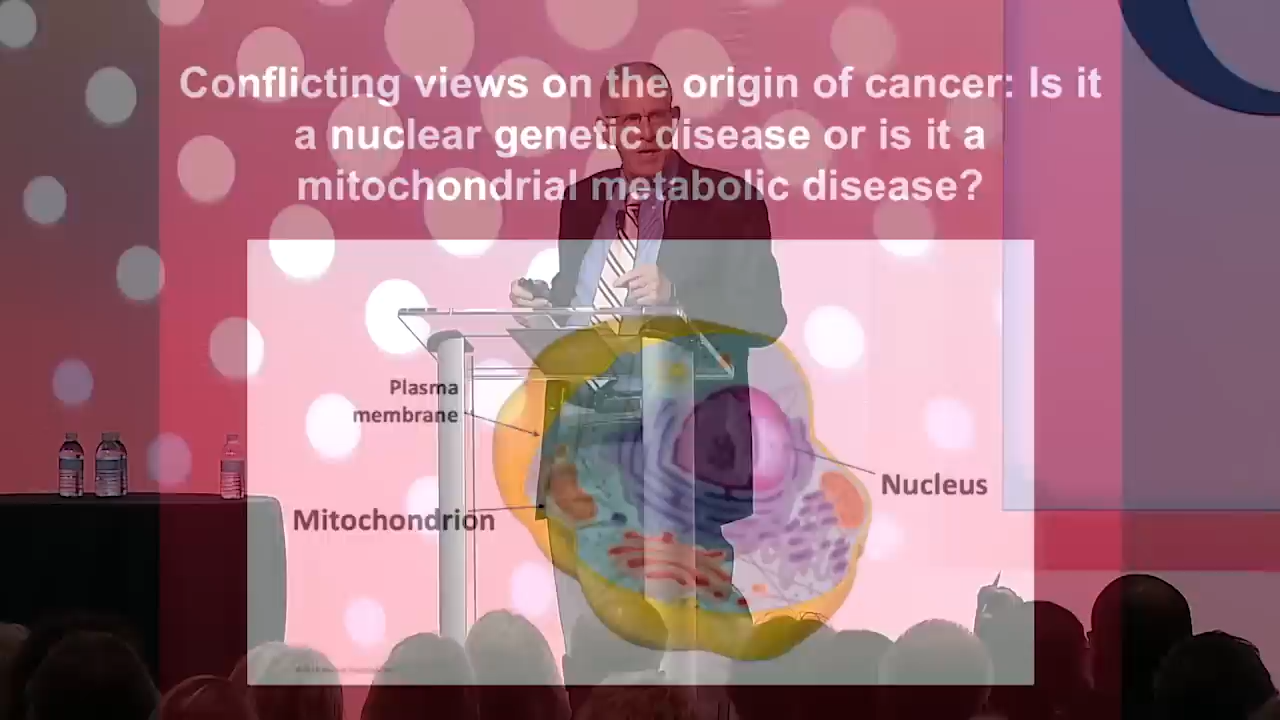 Conflicting views on the origin of cancer: Is it
a nuclear genetic disease or is it a
mitochondrial metabolic disease?
Plasma
membrane
Nucleus
Mitochondrion